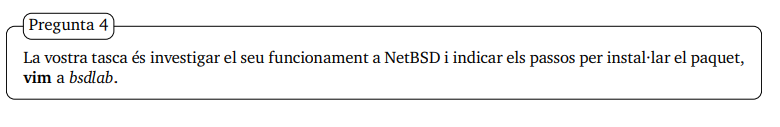 Pregunta 4
La vostra tasca és investigar el seu funcionament a NetBSD i indicar els passos per instal·lar el paquet,
vim a bsdlab.